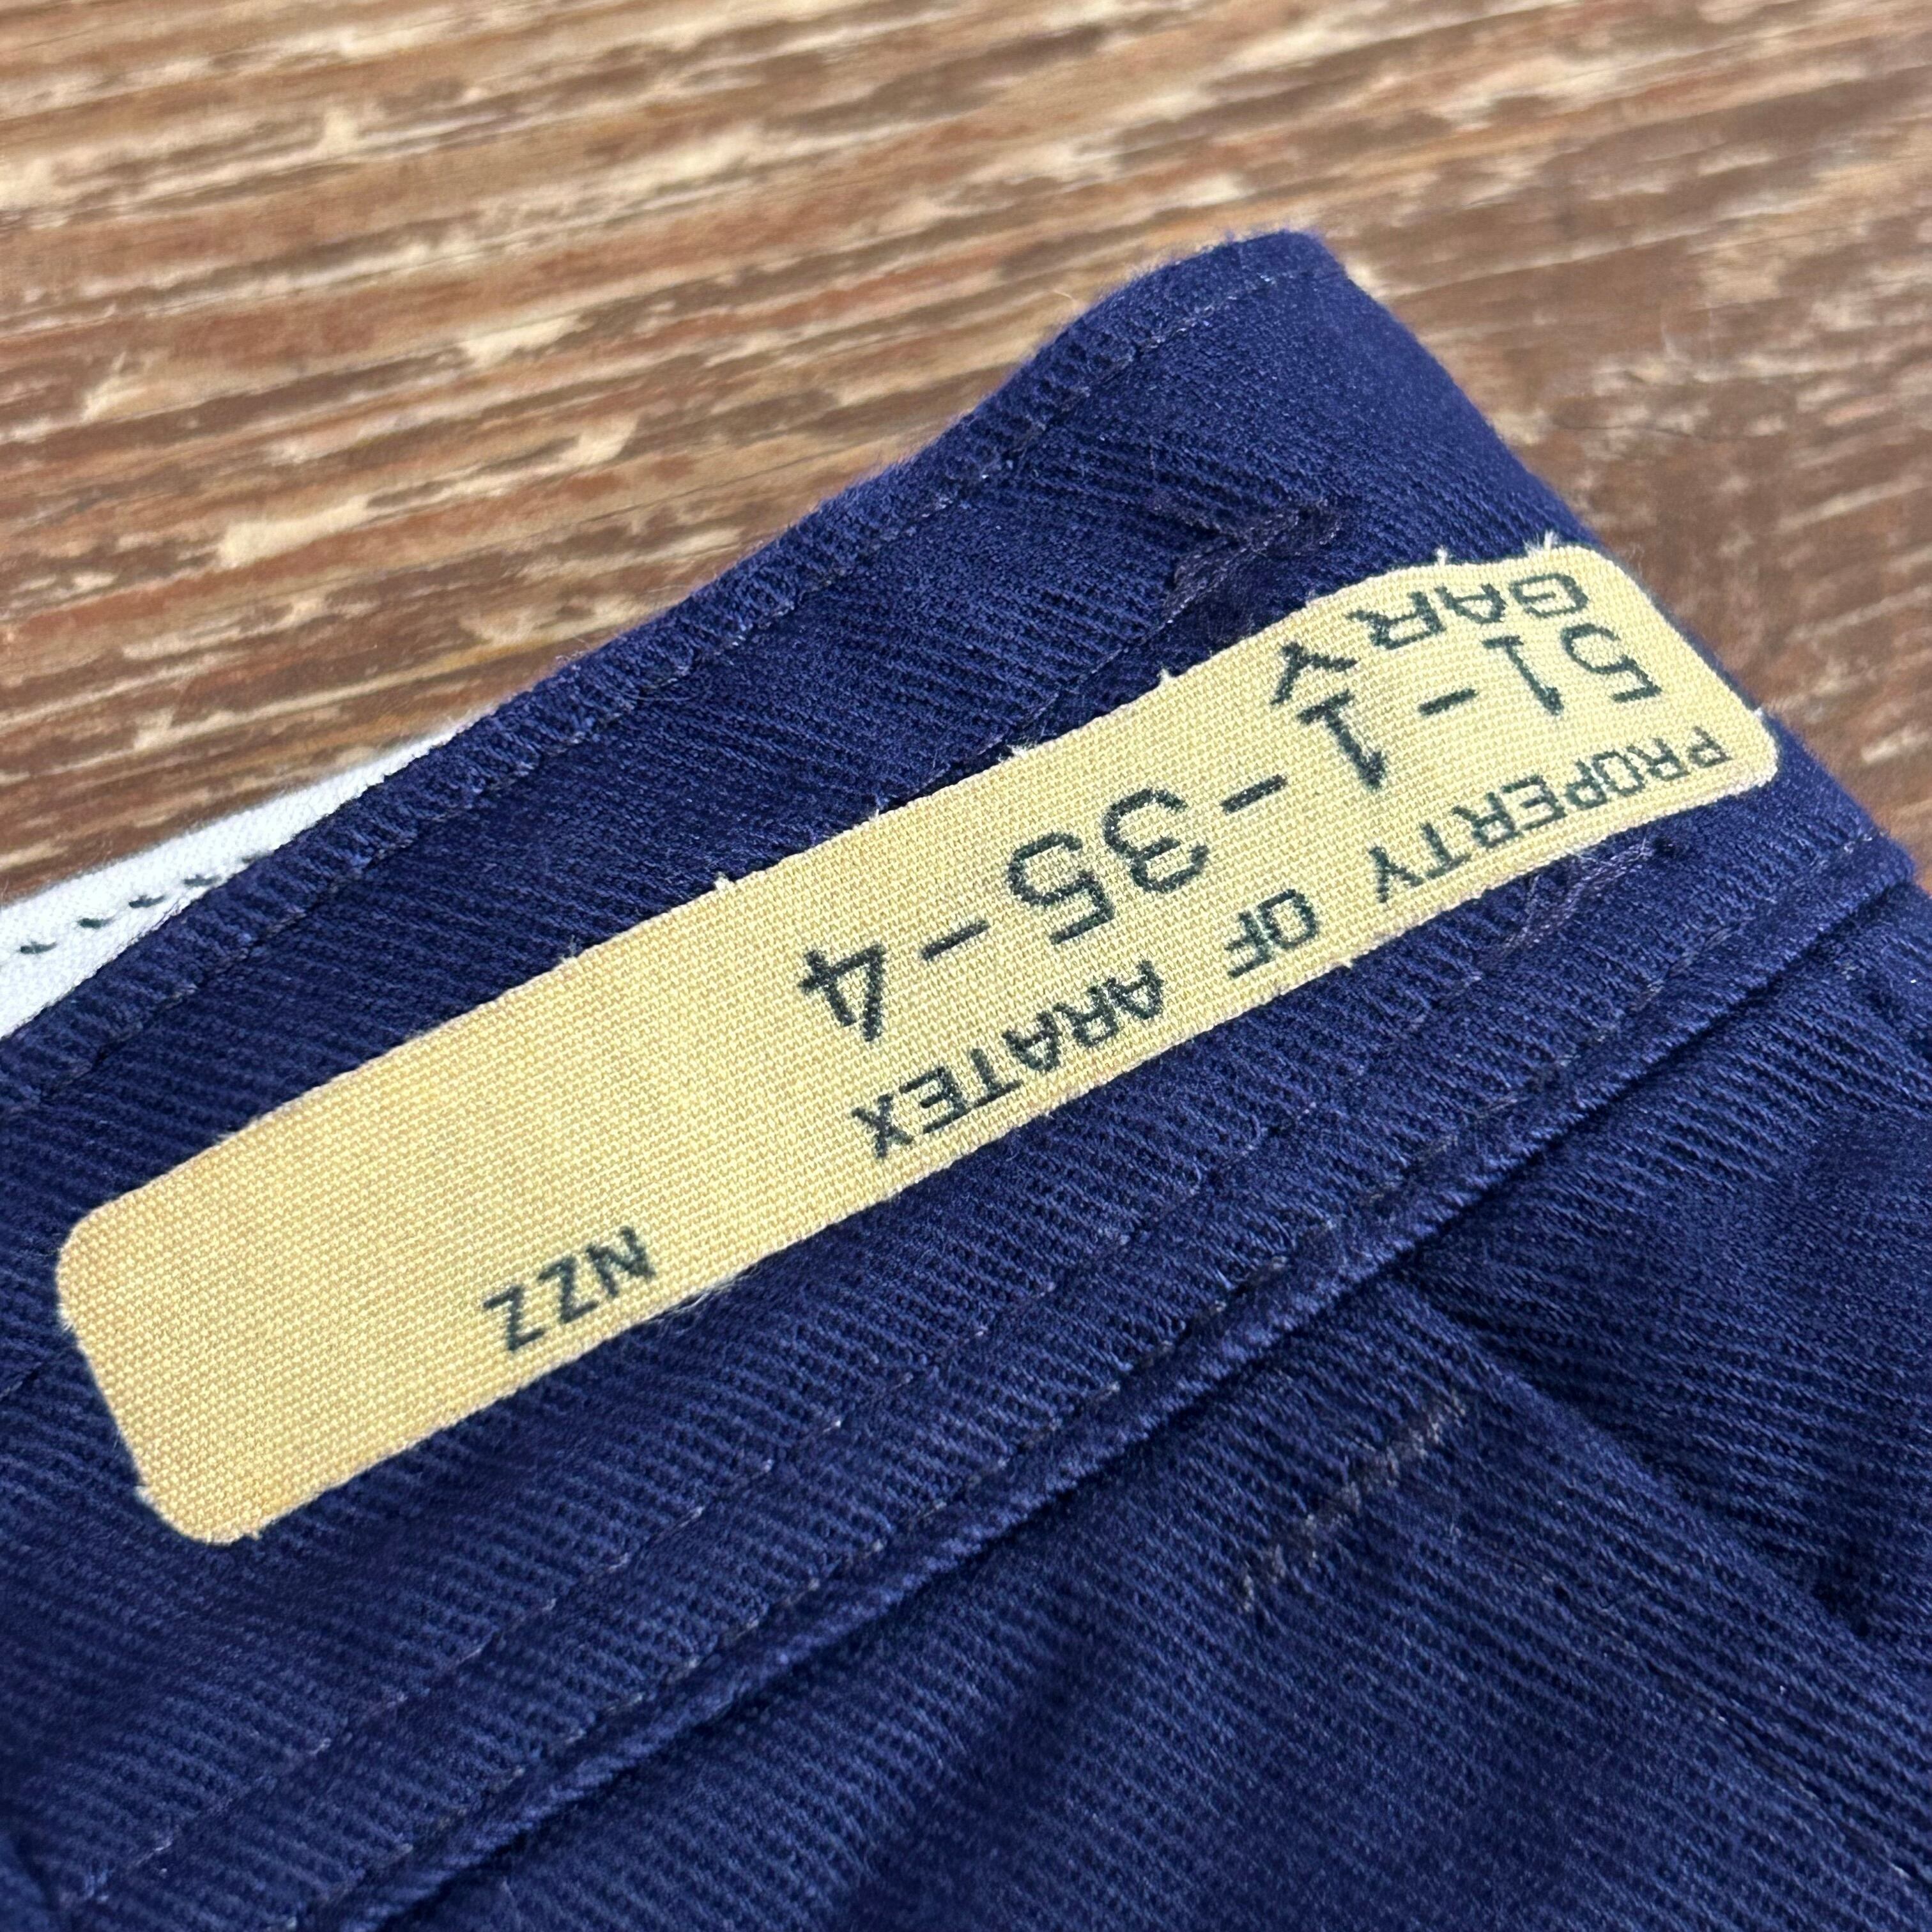 PROPERTY OF ARATEX NZZ
51-1-35-4
GARY